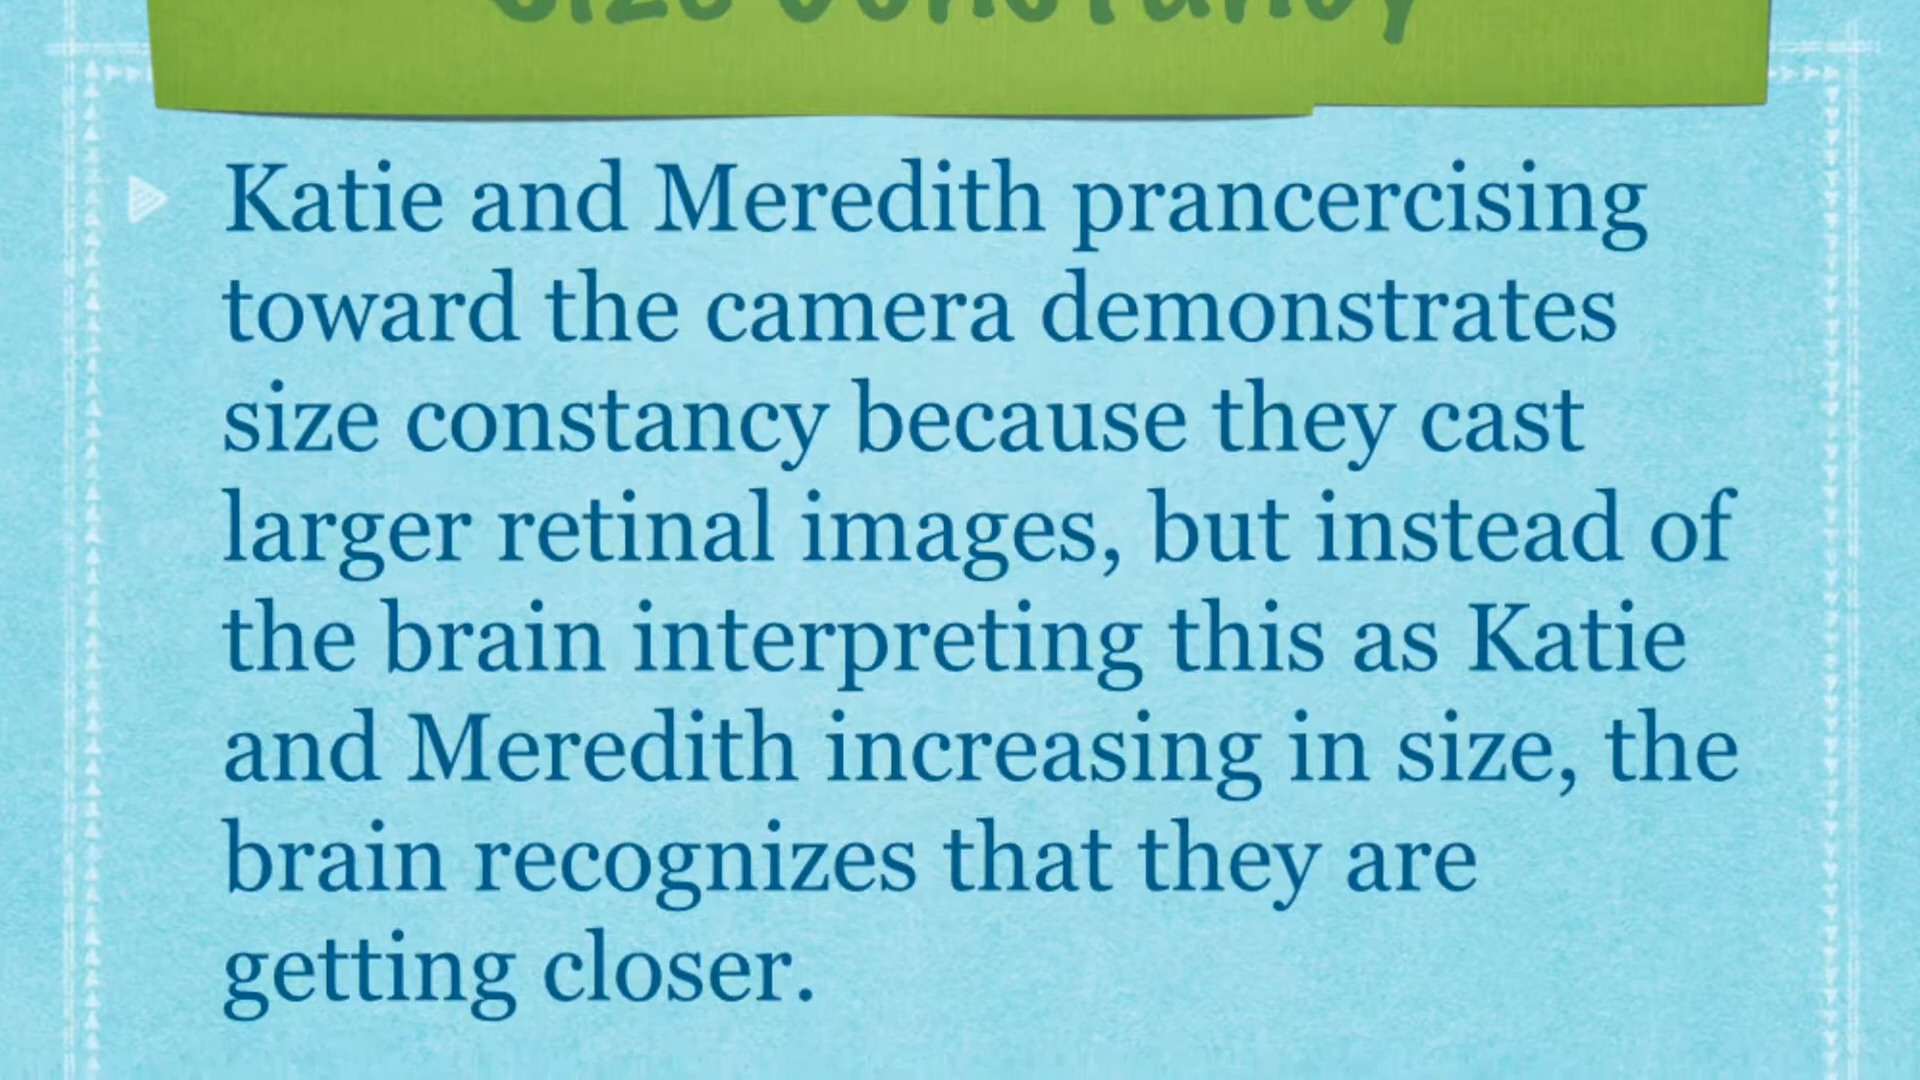 Size Constancy
Katie and Meredith prancercising
toward the camera demonstrates
size constancy because they cast
larger retinal images, but instead of
the brain interpreting this as Katie
and Meredith increasing in size, the
brain recognizes that they are
getting closer.